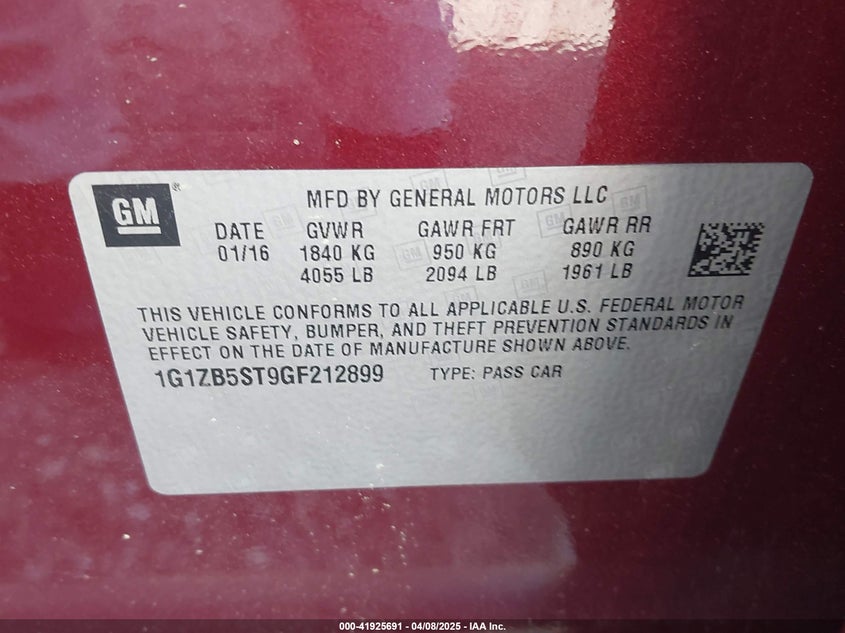 GM ®
MFD BY GENERAL MOTORS LLC
DATE GVWR GAWR FRT GAWR RR
01/16 1840 KG 950 KG 890 KG
4055 LB 2094 LB 1961 LB
THIS VEHICLE CONFORMS TO ALL APPLICABLE U.S. FEDERAL MOTOR
VEHICLE SAFETY, BUMPER, AND THEFT PREVENTION STANDARDS IN
EFFECT ON THE DATE OF MANUFACTURE SHOWN ABOVE.
1G1ZB5ST9GF212899 TYPE: PASS CAR
000-41925691 - 04/08/2025 - IAA Inc.